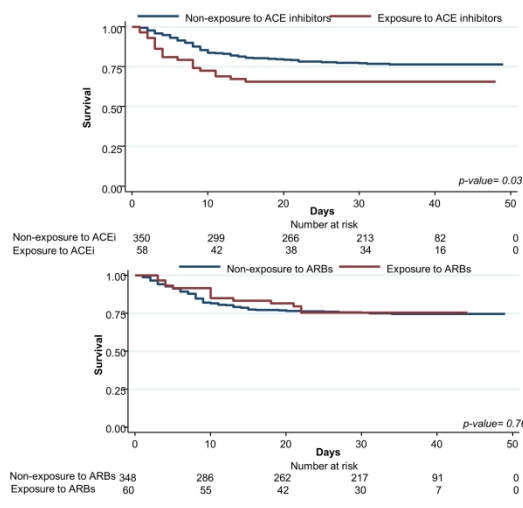 Non-exposure to ACE inhibitors Exposure to ACE inhibitors
1.00
0.75
0.50
0.25
0.00
Survival
p-value= 0.03
0 10 20 30 40 50
Days
Number at risk
Non-exposure to ACEi 350 299 266 213 82 0
Exposure to ACEi 58 42 38 34 16 0
Non-exposure to ARBs Exposure to ARBs
1.00
0.75
0.50
0.25
0.00
Survival
p-value= 0.76
0 10 20 30 40 50
Days
Number at risk
Non-exposure to ARBs 348 286 262 217 91 0
Exposure to ARBs 60 55 42 30 7 0